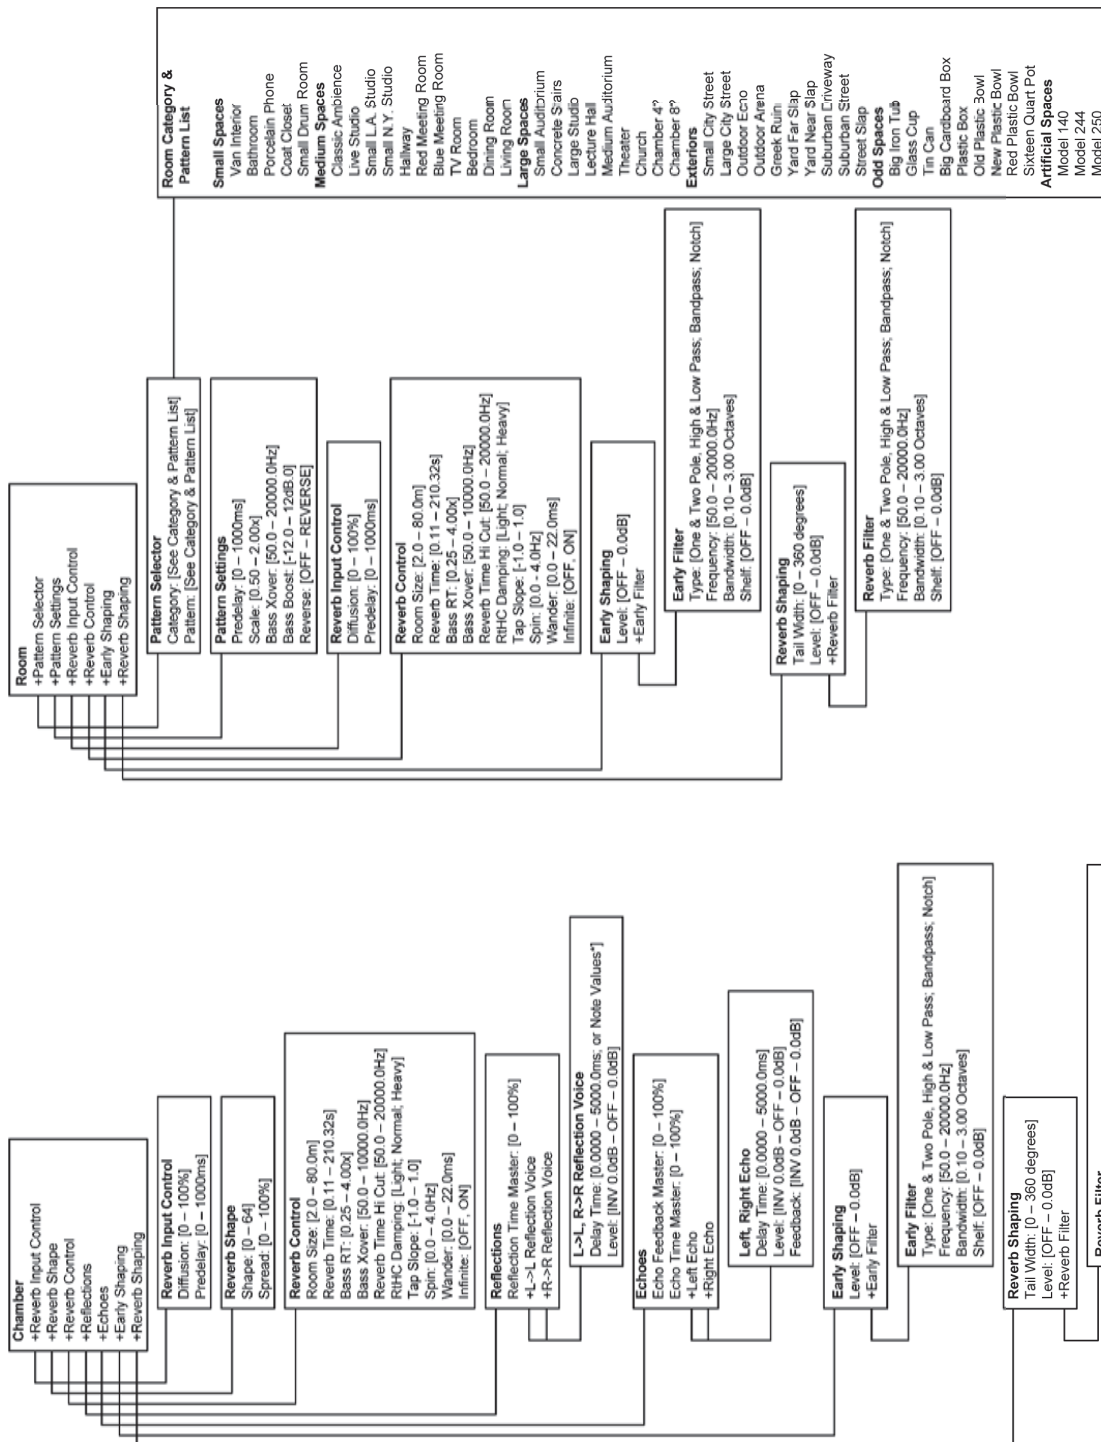 Chamber
+Reverb Input Control
+Reverb Shape
+Reverb Control
+Reflections
+Echoes
+Early Shaping
+Reverb Shaping
Reverb Input Control
Diffusion: [0 – 100%]
Predelay: [0 – 1000ms]
Reverb Shape
Shape: [0 – 64]
Spread: [0 – 100%]
Reverb Control
Room Size: [2.0 – 80.0m]
Reverb Time: [0.11 – 210.32s]
Bass RT: [0.25 – 4.00x]
Bass Xover: [50.0 – 10000.0Hz]
Reverb Time Hi Cut: [50.0 – 20000.0Hz]
RtHC Damping: [Light; Normal; Heavy]
Tap Slope: [-1.0 – 1.0]
Spin: [0.0 - 4.0Hz]
Wander: [0.0 – 22.0ms]
Infinite: [OFF, ON]
Reflections
Reflection Time Master: [0 – 100%]
+L->L Reflection Voice
+R->R Reflection Voice
L->L, R->R Reflection Voice
Delay Time: [0.0000 – 5000.0ms; or Note Values*]
Level: [INV 0.0dB – OFF – 0.0dB]
Echoes
Echo Feedback Master: [0 – 100%]
Echo Time Master: [0 – 100%]
+Left Echo
+Right Echo
Left, Right Echo
Delay Time: [0.0000 – 5000.0ms]
Level: [INV 0.0dB – OFF – 0.0dB]
Feedback: [INV 0.0dB – OFF – 0.0dB]
Early Shaping
Level: [OFF – 0.0dB]
+Early Filter
Early Filter
Type: [One & Two Pole, High & Low Pass; Bandpass; Notch]
Frequency: [50.0 – 20000.0Hz]
Bandwidth: [0.10 – 3.00 Octaves]
Shelf: [OFF – 0.0dB]
Reverb Shaping
Tail Width: [0 – 360 degrees]
Level: [OFF – 0.0dB]
+Reverb Filter
Reverb Filter
Room
+Pattern Selector
+Pattern Settings
+Reverb Input Control
+Reverb Control
+Early Shaping
+Reverb Shaping
Pattern Selector
Category: [See Category & Pattern List]
Pattern: [See Category & Pattern List]
Pattern Settings
Predelay: [0 – 1000ms]
Scale: [0.50 – 2.00x]
Bass Xover: [50.0 – 20000.0Hz]
Bass Boost: [-12.0 – 12dB.0]
Reverse: [OFF – REVERSE]
Reverb Input Control
Diffusion: [0 – 100%]
Predelay: [0 – 1000ms]
Reverb Control
Room Size: [2.0 – 80.0m]
Reverb Time: [0.11 – 210.32s]
Bass RT: [0.25 – 4.00x]
Bass Xover: [50.0 – 10000.0Hz]
Reverb Time Hi Cut: [50.0 – 20000.0Hz]
RtHC Damping: [Light; Normal; Heavy]
Tap Slope: [-1.0 – 1.0]
Spin: [0.0 - 4.0Hz]
Wander: [0.0 – 22.0ms]
Infinite: [OFF, ON]
Early Shaping
Level: [OFF – 0.0dB]
+Early Filter
Early Filter
Type: [One & Two Pole, High & Low Pass; Bandpass; Notch]
Frequency: [50.0 – 20000.0Hz]
Bandwidth: [0.10 – 3.00 Octaves]
Shelf: [OFF – 0.0dB]
Reverb Shaping
Tail Width: [0 – 360 degrees]
Level: [OFF – 0.0dB]
+Reverb Filter
Reverb Filter
Type: [One & Two Pole, High & Low Pass; Bandpass; Notch]
Frequency: [50.0 – 20000.0Hz]
Bandwidth: [0.10 – 3.00 Octaves]
Shelf: [OFF – 0.0dB]
Room Category &
Pattern List
Small Spaces
Van Interior
Bathroom
Porcelain Phone
Coat Closet
Small Drum Room
Medium Spaces
Classic Ambience
Live Studio
Small L.A. Studio
Small N.Y. Studio
Hallway
Red Meeting Room
Blue Meeting Room
TV Room
Bedroom
Dining Room
Living Room
Large Spaces
Small Auditorium
Concrete Stairs
Large Studio
Lecture Hall
Medium Auditorium
Theater
Church
Chamber 4?
Chamber 8?
Exteriors
Small City Street
Large City Street
Outdoor Echo
Outdoor Arena
Greek Ruin
Yard Far Slap
Yard Near Slap
Suburban Driveway
Suburban Street
Street Slap
Odd Spaces
Big Iron Tub
Glass Cup
Tin Can
Big Cardboard Box
Plastic Box
Old Plastic Bowl
New Plastic Bowl
Red Plastic Bowl
Sixteen Quart Pot
Artificial Spaces
Model 140
Model 244
Model 250